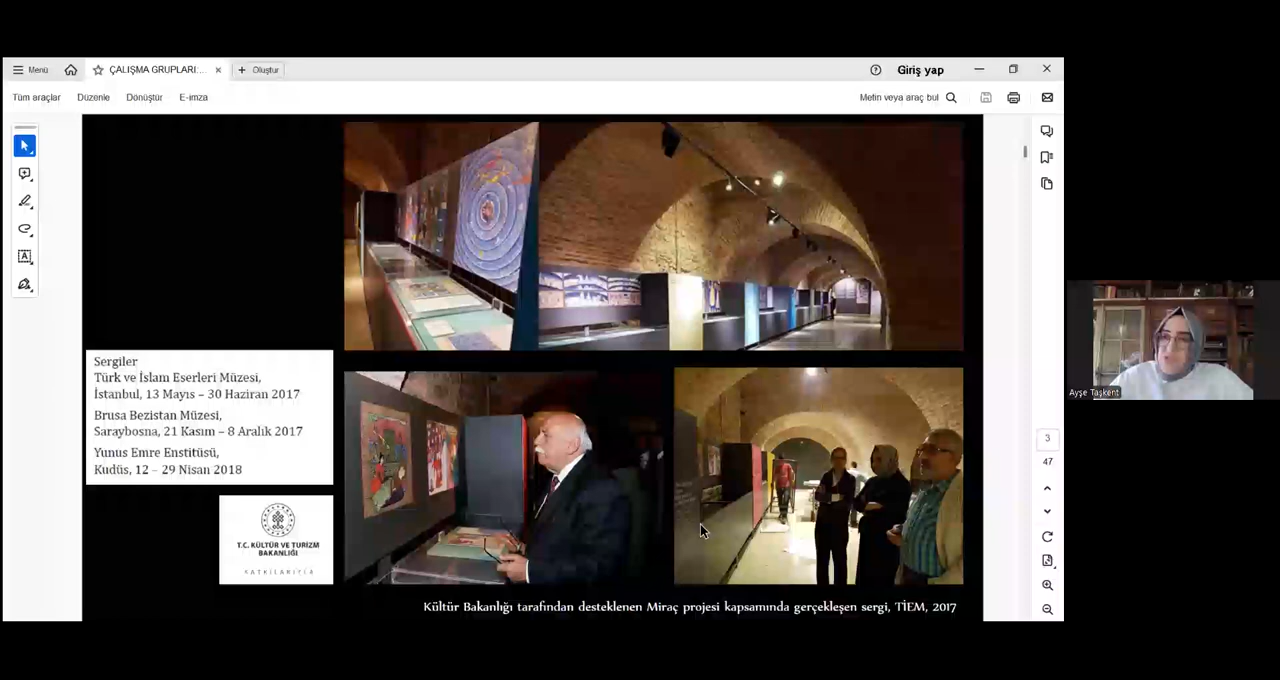 Menü
ÇALIŞMA GRUPLARI:...
Oluştur
Giriş yap
Tüm araçlar
Düzenle
Dönüştür
E-imza
Metin veya araç bul
Sergiler
Türk ve İslam Eserleri Müzesi,
İstanbul, 13 Mayıs – 30 Haziran 2017
Brusa Bezistan Müzesi,
Saraybosna, 21 Kasım – 8 Aralık 2017
Yunus Emre Enstitüsü,
Kudüs, 12 – 29 Nisan 2018
T.C. KÜLTÜR VE TURİZM
BAKANLIĞI
KATKILARIYLA
Kültür Bakanlığı tarafından desteklenen Miraç projesi kapsamında gerçekleşen sergi, TİEM, 2017
3
47
Ayşe Taşkent